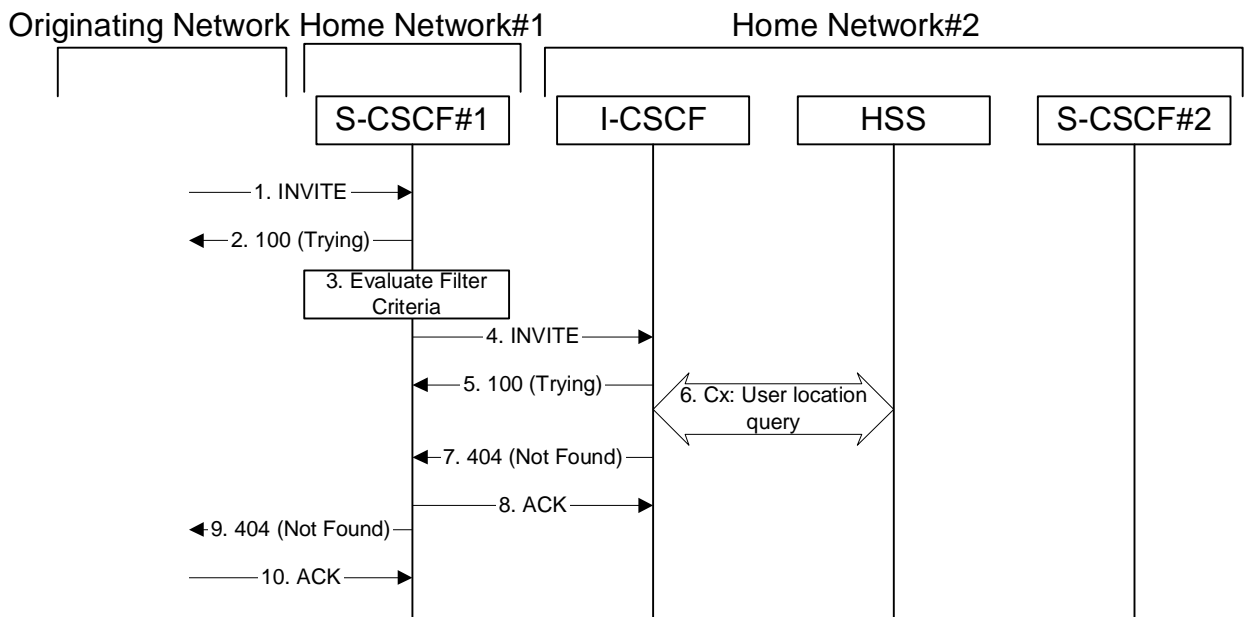 Originating Network Home Network#1 Home Network#2
S-CSCF#1 I-CSCF HSS S-CSCF#2
1. INVITE
2. 100 (Trying)
3. Evaluate Filter
Criteria
4. INVITE
5. 100 (Trying)
6. Cx: User location
query
7. 404 (Not Found)
8. ACK
9. 404 (Not Found)
10. ACK